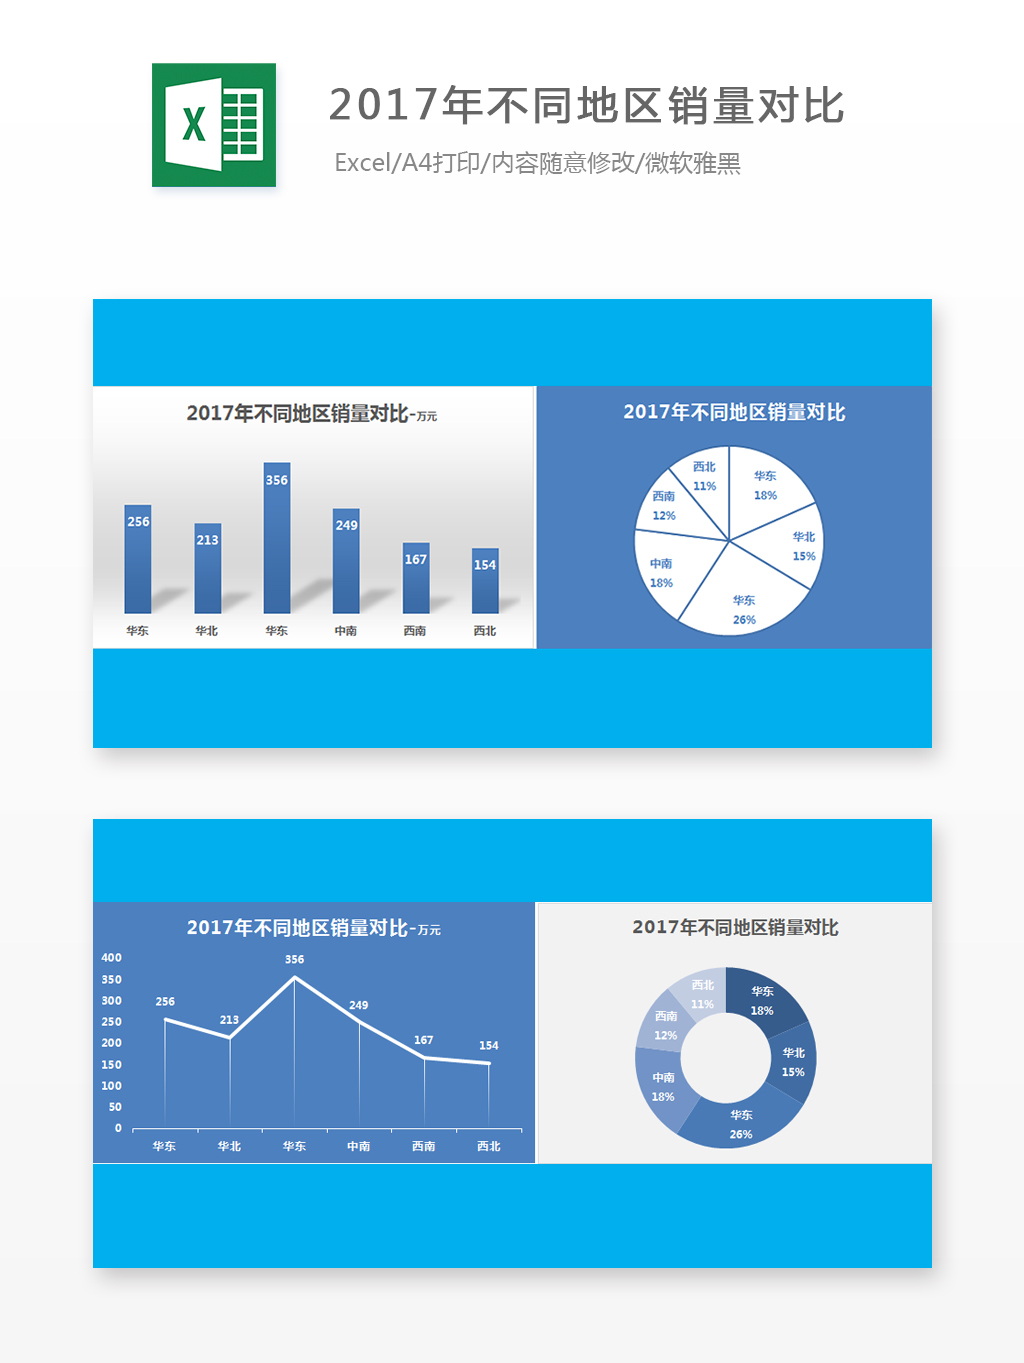 2017年不同地区销量对比
Excel/A4打印/内容随意修改/微软雅黑
2017年不同地区销量对比-万元
256
213
356
249
167
154
华东
华北
华东
中南
西南
西北
2017年不同地区销量对比
华东
18%
华北
15%
华东
26%
中南
18%
西南
12%
西北
11%
2017年不同地区销量对比-万元
400
350
300
250
200
150
100
50
0
256
213
356
249
167
154
华东
华北
华东
中南
西南
西北
2017年不同地区销量对比
华东
18%
华北
15%
华东
26%
中南
18%
西南
12%
西北
11%